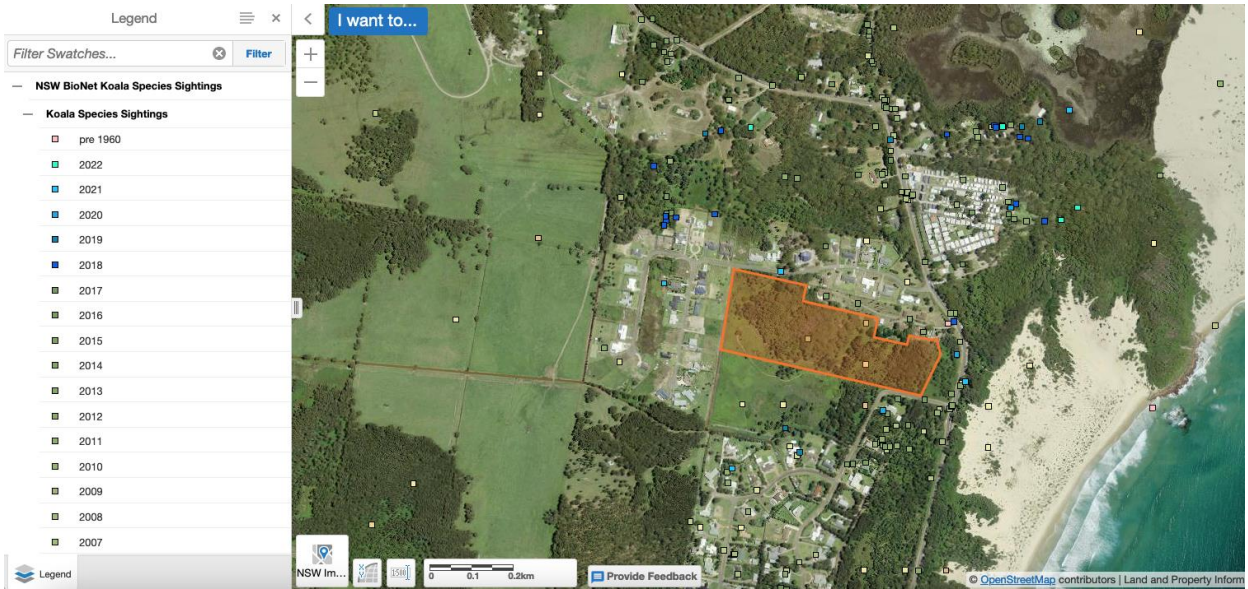 Legend
I want to...
Filter Swatches...
Filter
NSW BioNet Koala Species Sightings
Koala Species Sightings
pre 1960
2022
2021
2020
2019
2018
2017
2016
2015
2014
2013
2012
2011
2010
2009
2008
2007
Legend
NSW Im...
1:500
0 0.1 0.2km
Provide Feedback
© OpenStreetMap contributors | Land and Property Inform